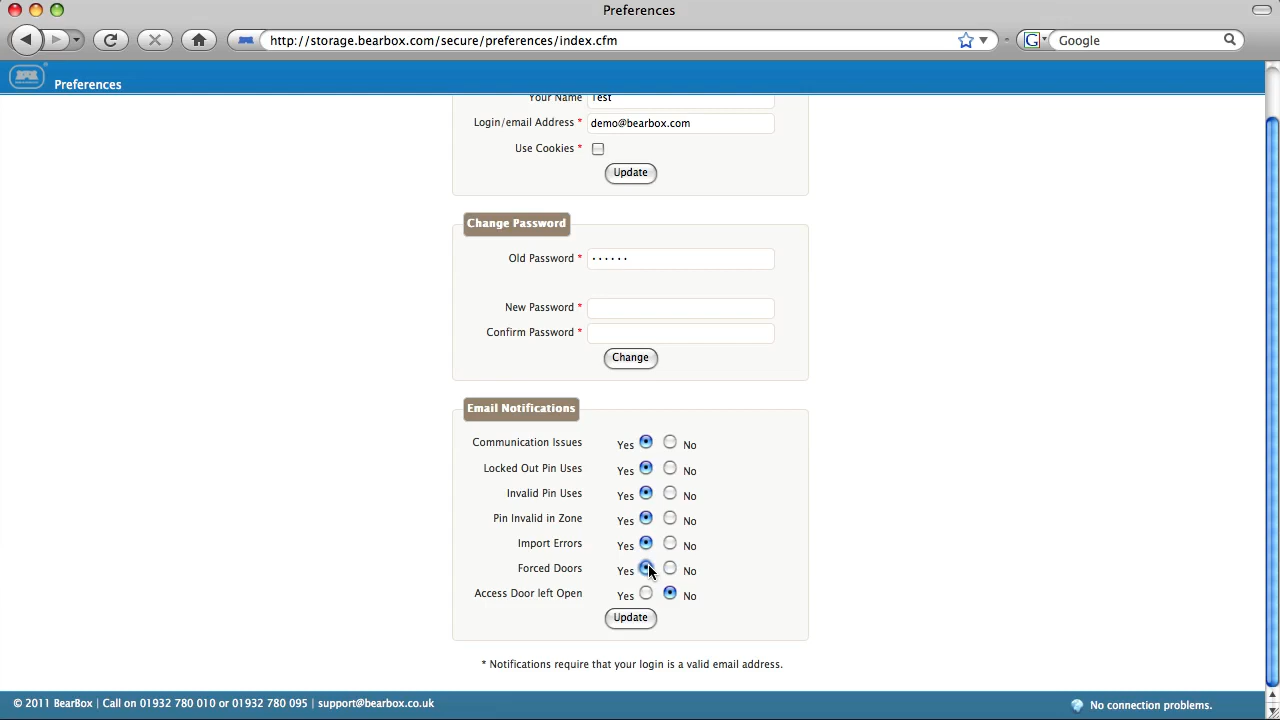 Preferences
http://storage.bearbox.com/secure/preferences/index.cfm
Google
Preferences
Your Name Test
Login/email Address * demo@bearbox.com
Use Cookies *
Update
Change Password
Old Password * ······
New Password *
Confirm Password *
Change
Email Notifications
Communication Issues Yes No
Locked Out Pin Uses Yes No
Invalid Pin Uses Yes No
Pin Invalid in Zone Yes No
Import Errors Yes No
Forced Doors Yes No
Access Door left Open Yes No
Update
* Notifications require that your login is a valid email address.
© 2011 BearBox | Call on 01932 780 010 or 01932 780 095 | support@bearbox.co.uk
No connection problems.